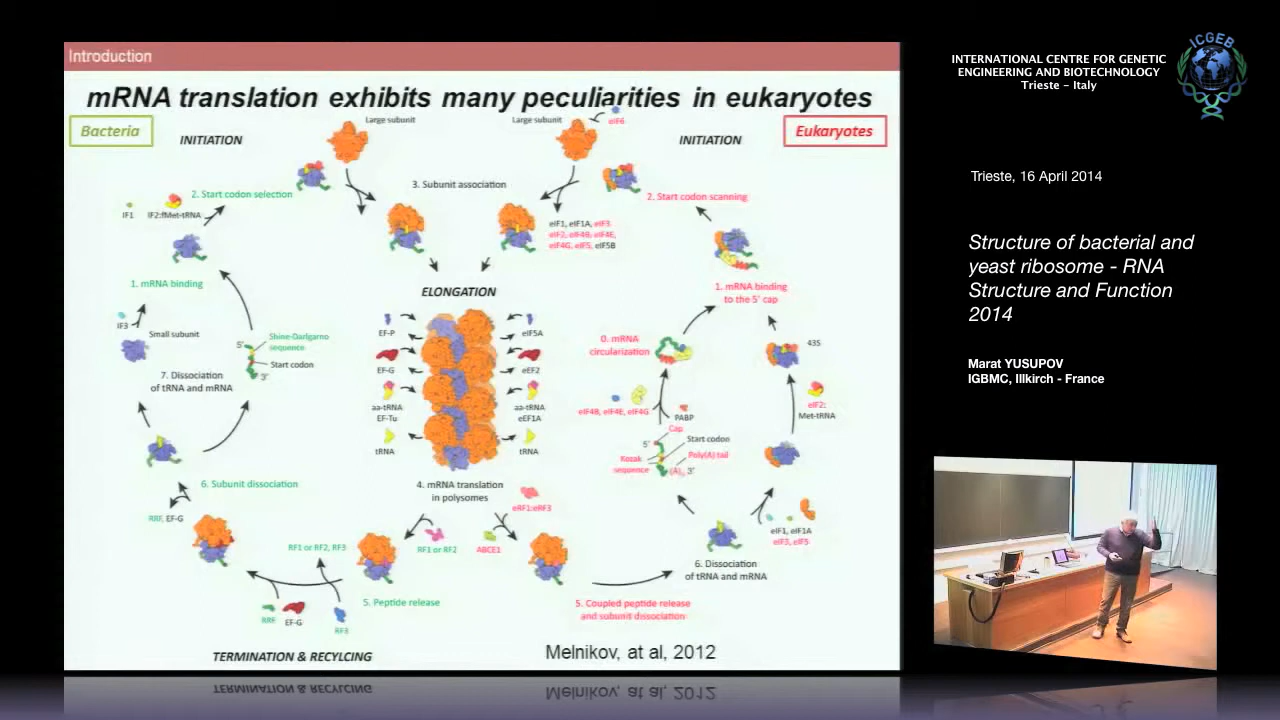 Introduction
mRNA translation exhibits many peculiarities in eukaryotes
Bacteria
INITIATION
Large subunit
Large subunit
eIF6
INITIATION
Eukaryotes
3. Subunit association
2. Start codon selection
IF1
IF2:fMet-tRNA
2. Start codon scanning
eIF1, eIF1A, eIF3
eIF2, eIF4B, eIF4E,
eIF4G, eIF5, eIF5B
1. mRNA binding
ELONGATION
1. mRNA binding
to the 5' cap
IF3
Small subunit
5'
Shine-Darlgarno
sequence
Start codon
3'
7. Dissociation
of tRNA and mRNA
EF-P
EF-G
aa-tRNA
EF-Tu
tRNA
eIF5A
eEF2
aa-tRNA
eEF1A
tRNA
0. mRNA
circularization
43S
eIF4B, eIF4E, eIF4G
PABP
eIF2:
Met-tRNA
Cap
5'
Start codon
Kozak
sequence
Poly(A) tail
(A)n 3'
6. Subunit dissociation
4. mRNA translation
in polysomes
eRF1:eRF3
RRF, EF-G
RF1 or RF2, RF3
RF1 or RF2
ABCE1
eIF1, eIF1A
eIF3, eIF5
6. Dissociation
of tRNA and mRNA
RRF
EF-G
RF3
5. Peptide release
5. Coupled peptide release
and subunit dissociation
TERMINATION & RECYLCING
Melnikov, at al, 2012
INTERNATIONAL CENTRE FOR GENETIC
ENGINEERING AND BIOTECHNOLOGY
Trieste - Italy
ICGEB
Trieste, 16 April 2014
Structure of bacterial and
yeast ribosome - RNA
Structure and Function
2014
Marat YUSUPOV
IGBMC, Illkirch - France